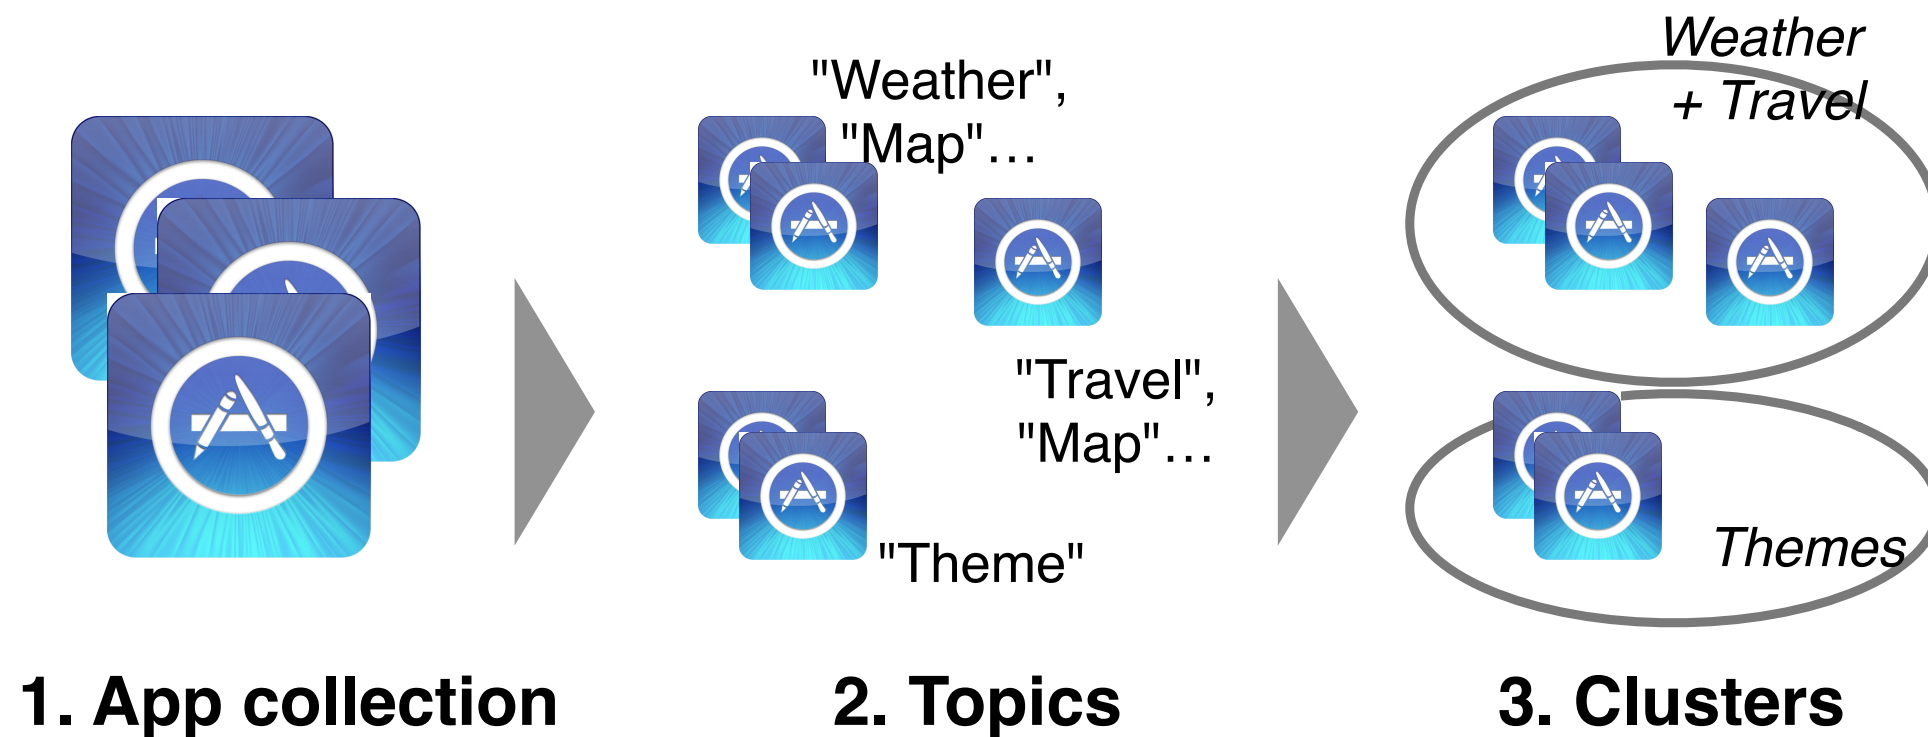 "Weather",
"Map"…
"Travel",
"Map"…
"Theme"
Weather
+ Travel
Themes
1. App collection
2. Topics
3. Clusters